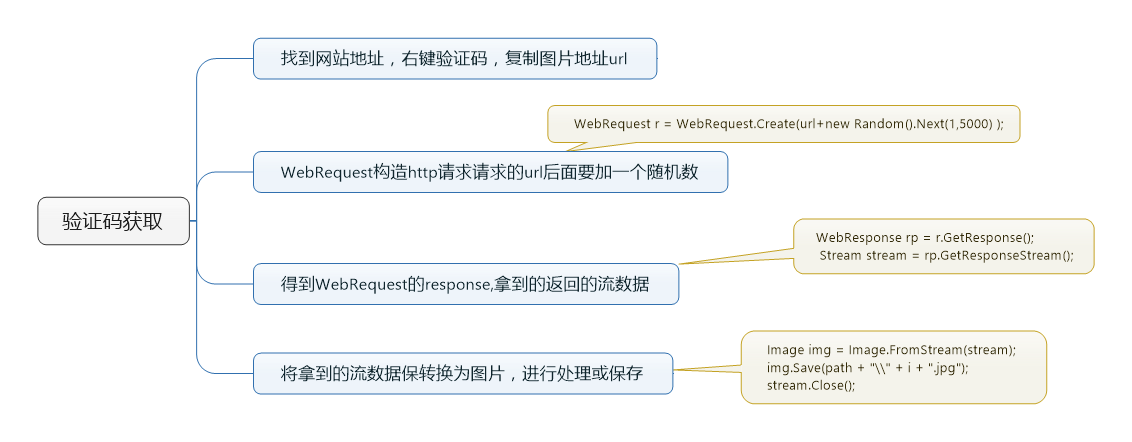 找到网站地址，右键验证码，复制图片地址url
WebRequest r = WebRequest.Create(url+new Random().Next(1,5000) );
WebRequest构造http请求请求的url后面要加一个随机数
验证码获取
WebResponse rp = r.GetResponse();
Stream stream = rp.GetResponseStream();
得到WebRequest的response,拿到的返回的流数据
Image img = Image.FromStream(stream);
img.Save(path + "\\" + i + ".jpg");
stream.Close();
将拿到的流数据保转换为图片，进行处理或保存